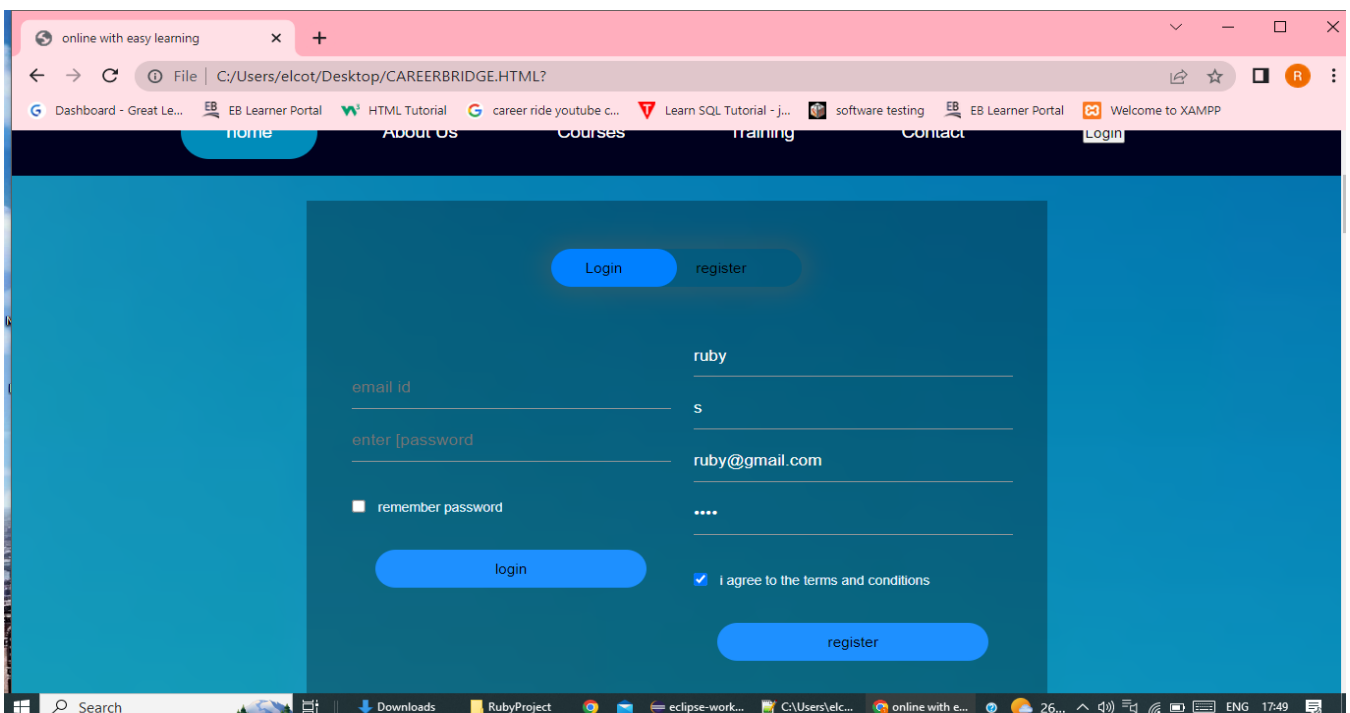 online with easy learning
File C:/Users/elcot/Desktop/CAREERBRIDGE.HTML?
R
Dashboard - Great Le... EB EB Learner Portal HTML Tutorial career ride youtube c... Learn SQL Tutorial - j... software testing EB EB Learner Portal Welcome to XAMPP
home About Us Courses Training Contact Login
Login register
email id
enter [password
remember password
login
ruby
s
ruby@gmail.com
••••
i agree to the terms and conditions
register
Search Downloads RubyProject eclipse-work... C:\Users\elc... online with e... 26... ENG 17:49